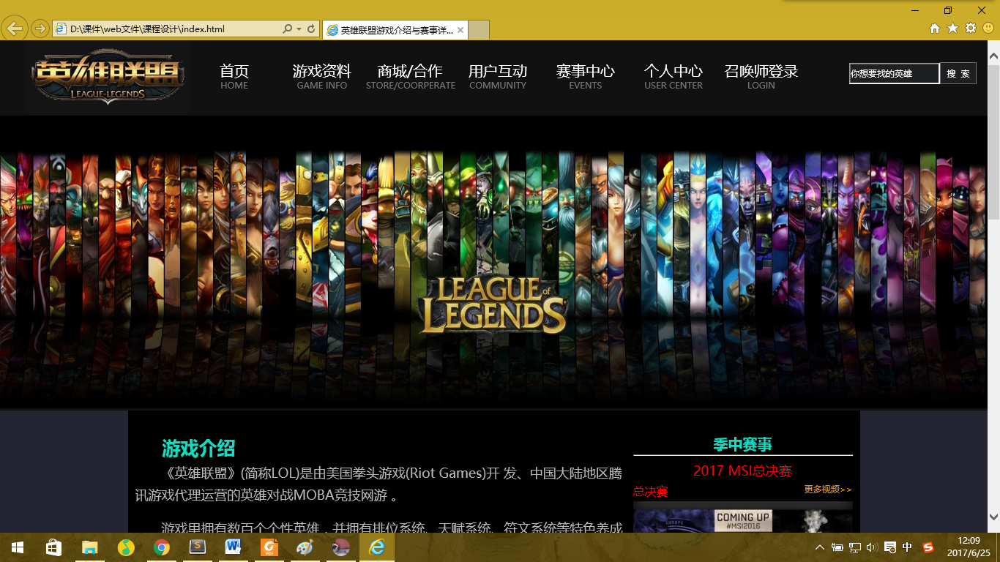 D:\课件\web文件\课程设计\index.html
英雄联盟游戏介绍与赛事详...
英雄联盟
LEAGUE of LEGENDS
首页 游戏资料 商城/合作 用户互动 赛事中心 个人中心 召唤师登录
HOME GAME INFO STORE/COORPERATE COMMUNITY EVENTS USER CENTER LOGIN
你想要找的英雄 搜 索
LEAGUE of
LEGENDS
游戏介绍
《英雄联盟》(简称LOL)是由美国拳头游戏(Riot Games)开 发、中国大陆地区腾
讯游戏代理运营的英雄对战MOBA竞技网游 。
游戏里拥有数百个个性英雄，并拥有排位系统、天赋系统、符文系统等特色养成
季中赛事
2017 MSI总决赛
总决赛 更多视频>>
EUROPE
COMING UP
#MSI2016
中
12:09
2017/6/25